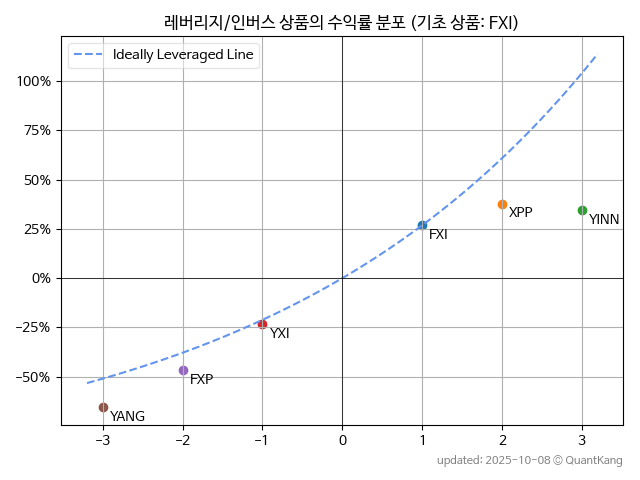 레버리지/인버스 상품의 수익률 분포 (기초 상품: FXI)
Ideally Leveraged Line
100%
75%
50%
25%
0%
−25%
−50%
XPP
YINN
FXI
YXI
FXP
YANG
−3
−2
−1
0
1
2
3
updated: 2025-10-08 © QuantKang